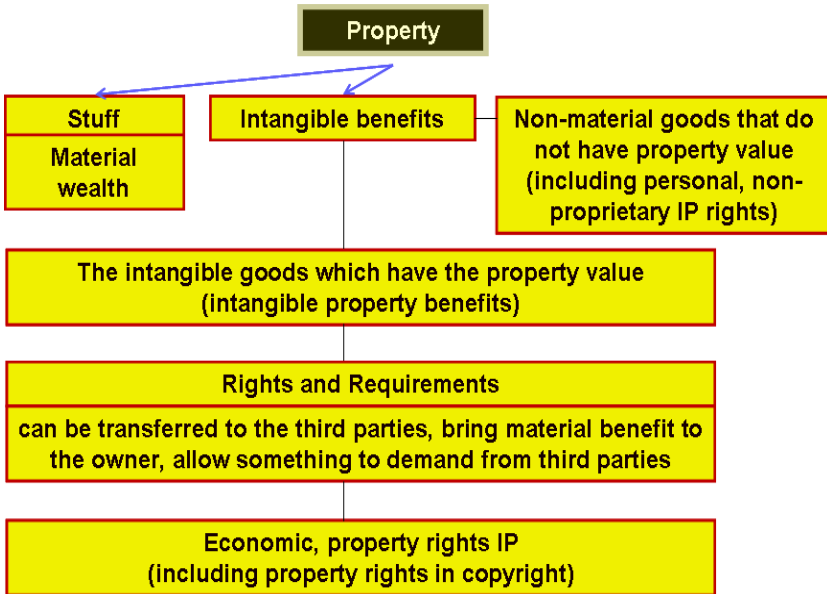 Property
Stuff
Material
wealth
Intangible benefits
Non-material goods that do
not have property value
(including personal, non-
proprietary IP rights)
The intangible goods which have the property value
(intangible property benefits)
Rights and Requirements
can be transferred to the third parties, bring material benefit to
the owner, allow something to demand from third parties
Economic, property rights IP
(including property rights in copyright)